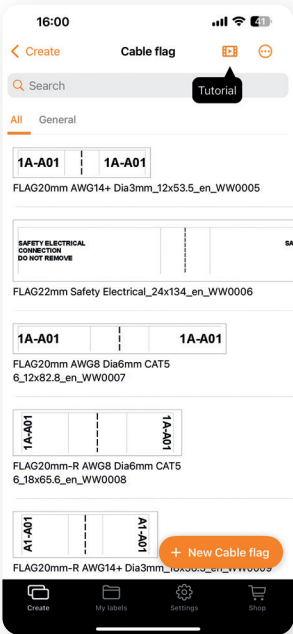 16:00
41
Create
Cable flag
Search
Tutorial
All General
1A-A01 1A-A01
FLAG20mm AWG14+ Dia3mm_12x53.5_en_WW0005
SAFETY ELECTRICAL
CONNECTION
DO NOT REMOVE
SA
FLAG22mm Safety Electrical_24x134_en_WW0006
1A-A01 1A-A01
FLAG20mm AWG8 Dia6mm CAT5
6_12x82.8_en_WW0007
1A-A01 1A-A01
FLAG20mm-R AWG8 Dia6mm CAT5
6_18x65.6_en_WW0008
A1-A01 A1-A01
+ New Cable flag
FLAG20mm-R AWG14+ Dia3mm_18x36.3_en_WW0009
Create My labels Settings Shop